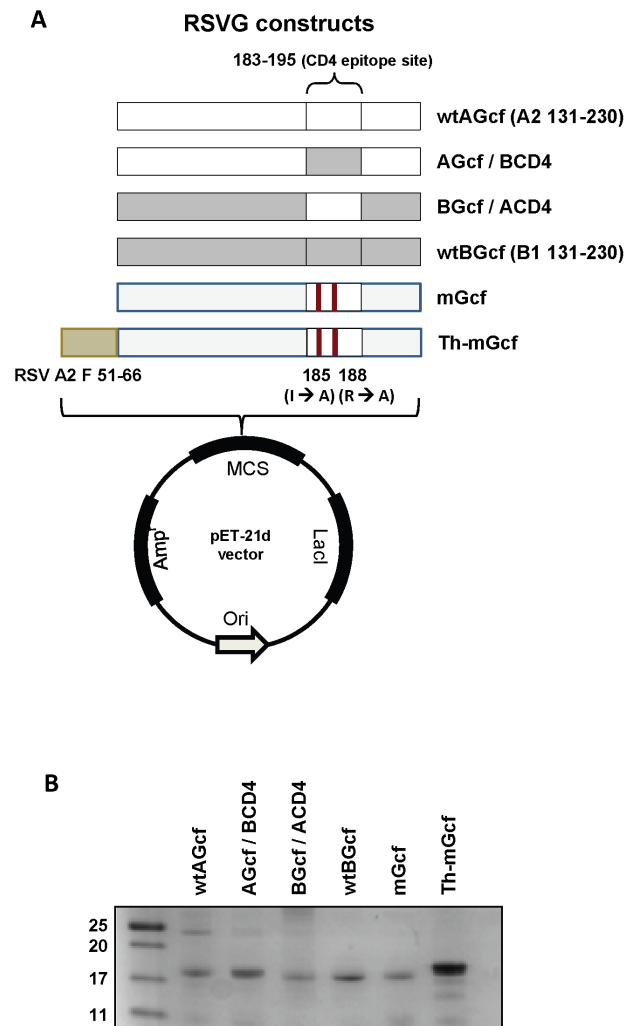 A
RSVG constructs
183-195 (CD4 epitope site)
wtAGcf (A2 131-230)
AGcf / BCD4
BGcf / ACD4
wtBGcf (B1 131-230)
mGcf
Th-mGcf
RSV A2 F 51-66
185 188
(I → A) (R → A)
MCS
Ampʳ
pET-21d
vector
LacI
Ori
B
wtAGcf
AGcf / BCD4
BGcf / ACD4
wtBGcf
mGcf
Th-mGcf
25
20
17
11